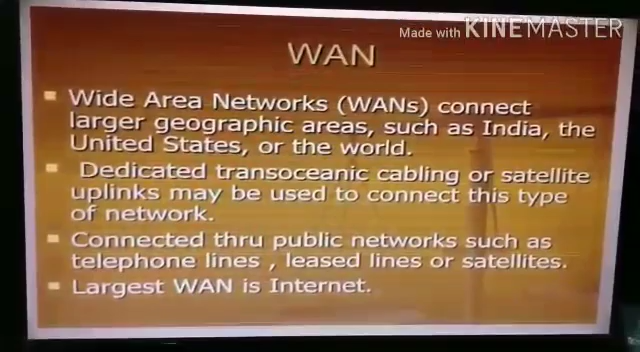 Made with KINEMASTER
WAN
Wide Area Networks (WANs) connect
larger geographic areas, such as India, the
United States, or the world.
Dedicated transoceanic cabling or satellite
uplinks may be used to connect this type
of network.
Connected thru public networks such as
telephone lines , leased lines or satellites.
Largest WAN is Internet.